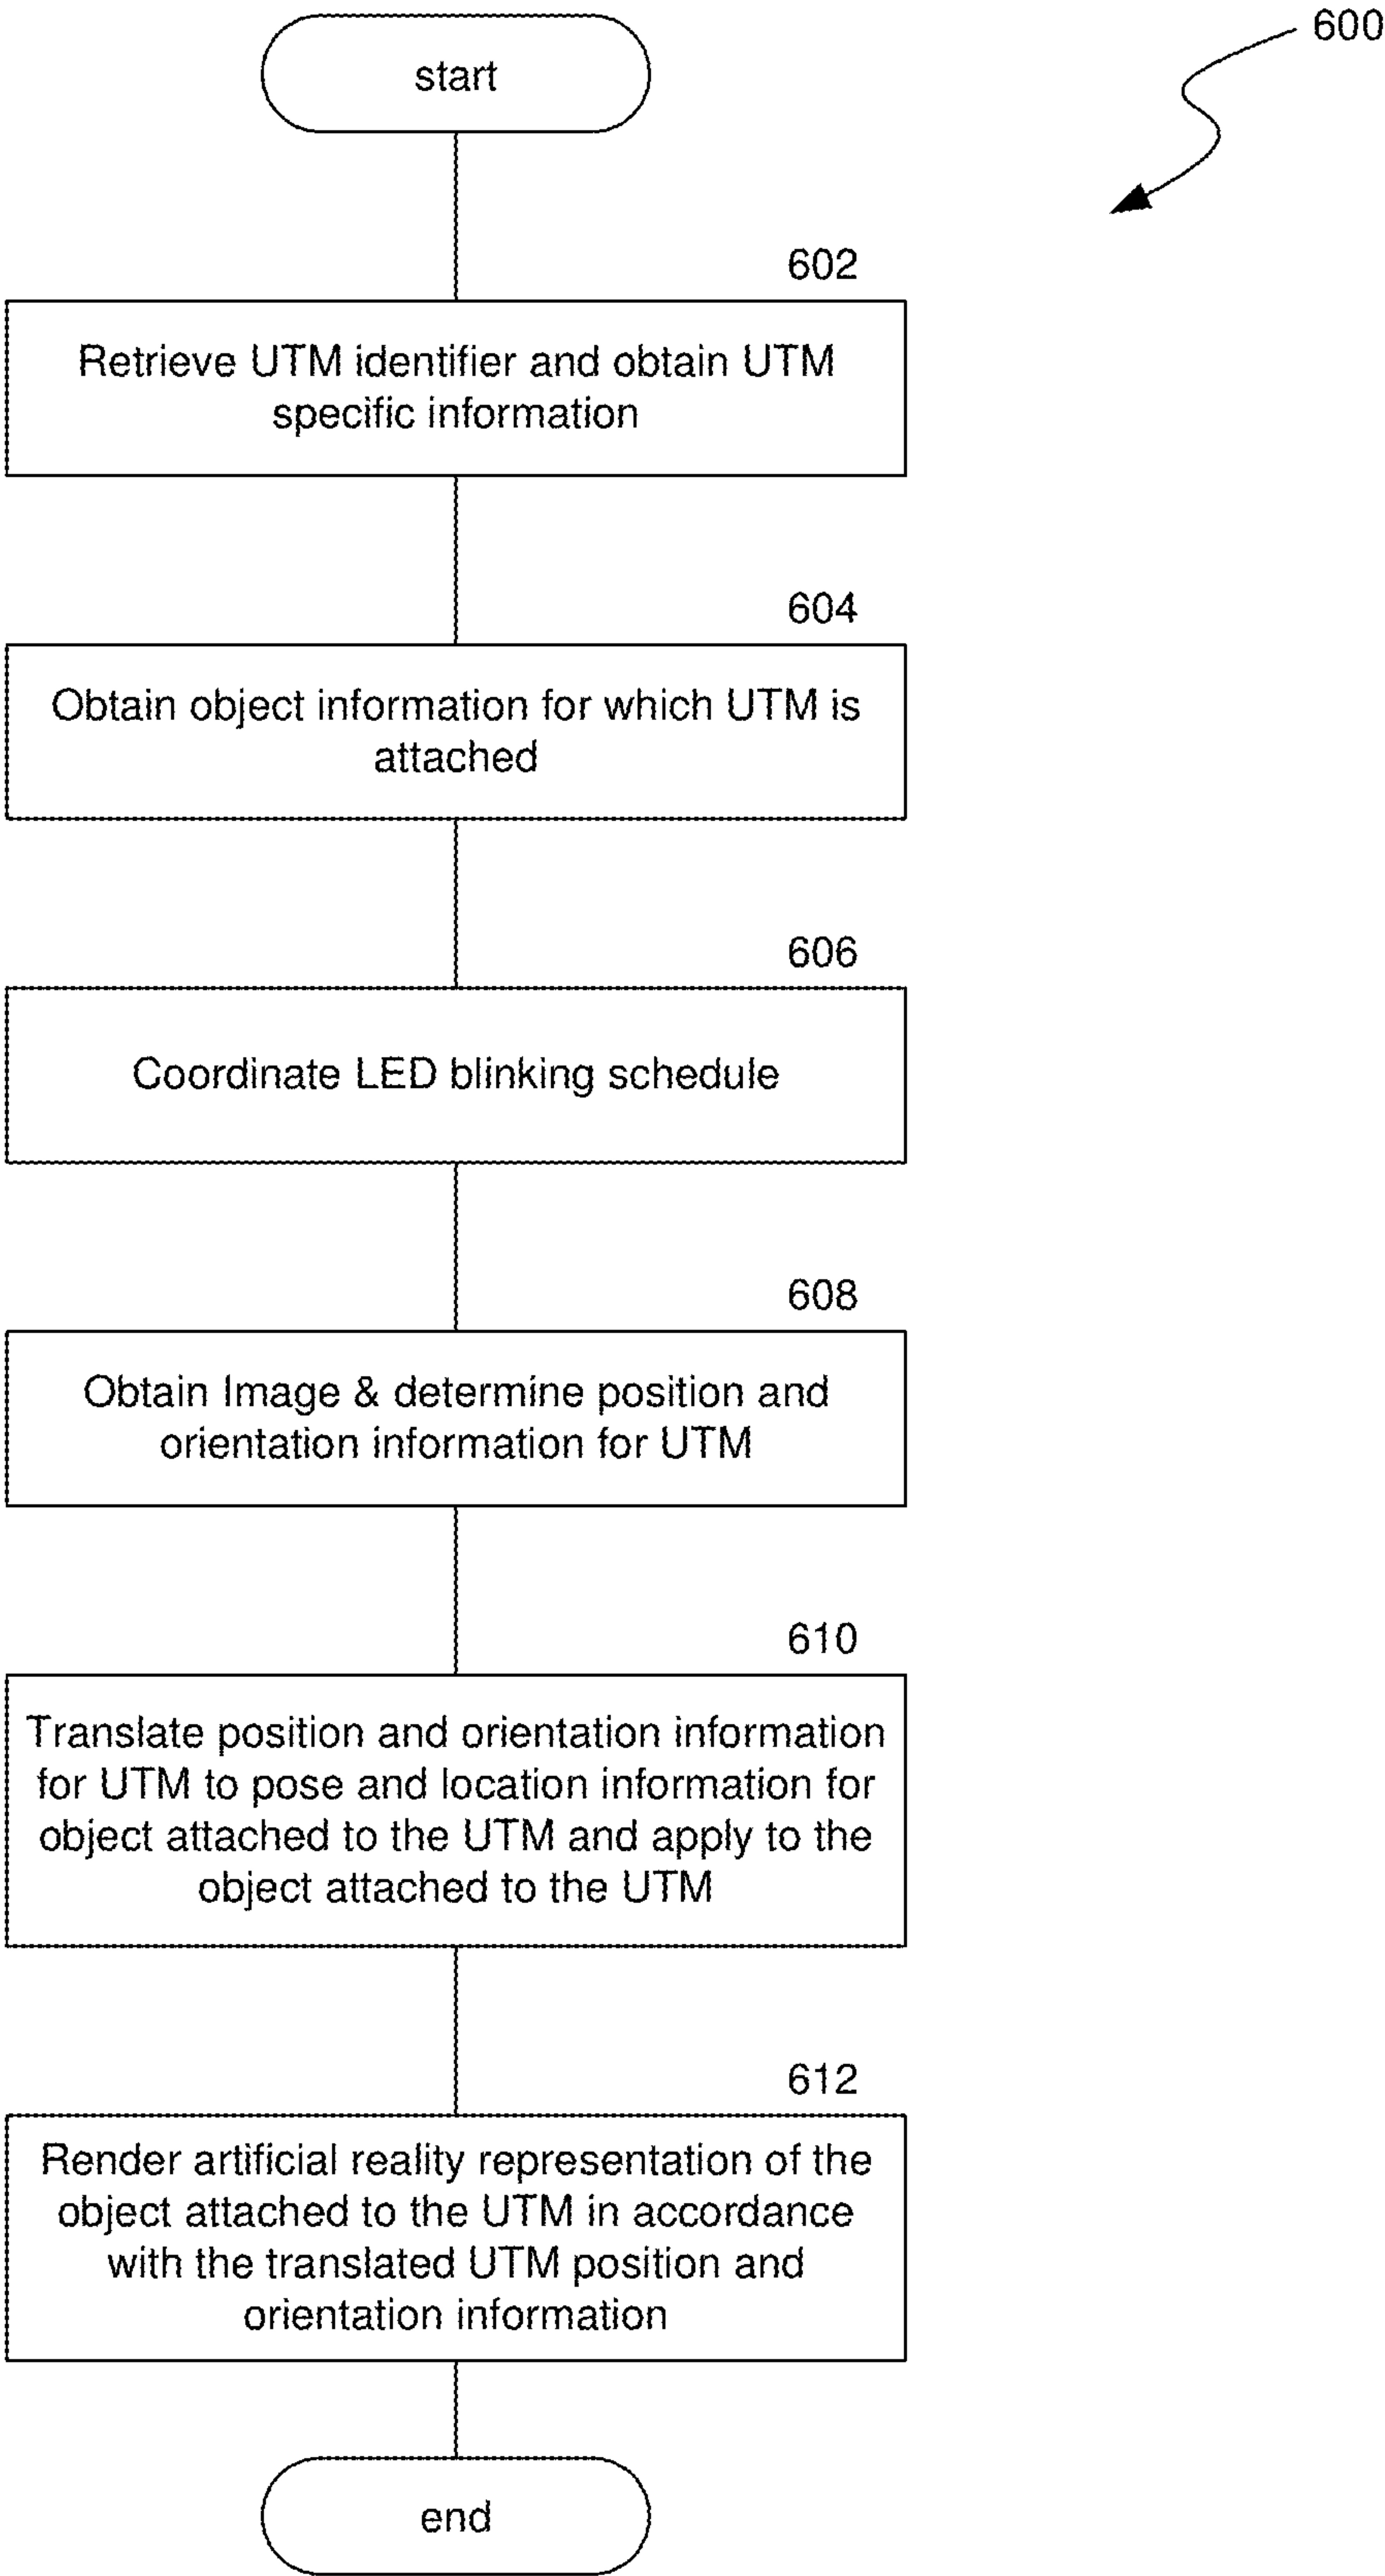 600
start
602
Retrieve UTM identifier and obtain UTM
specific information
604
Obtain object information for which UTM is
attached
606
Coordinate LED blinking schedule
608
Obtain Image & determine position and
orientation information for UTM
610
Translate position and orientation information
for UTM to pose and location information for
object attached to the UTM and apply to the
object attached to the UTM
612
Render artificial reality representation of the
object attached to the UTM in accordance
with the translated UTM position and
orientation information
end